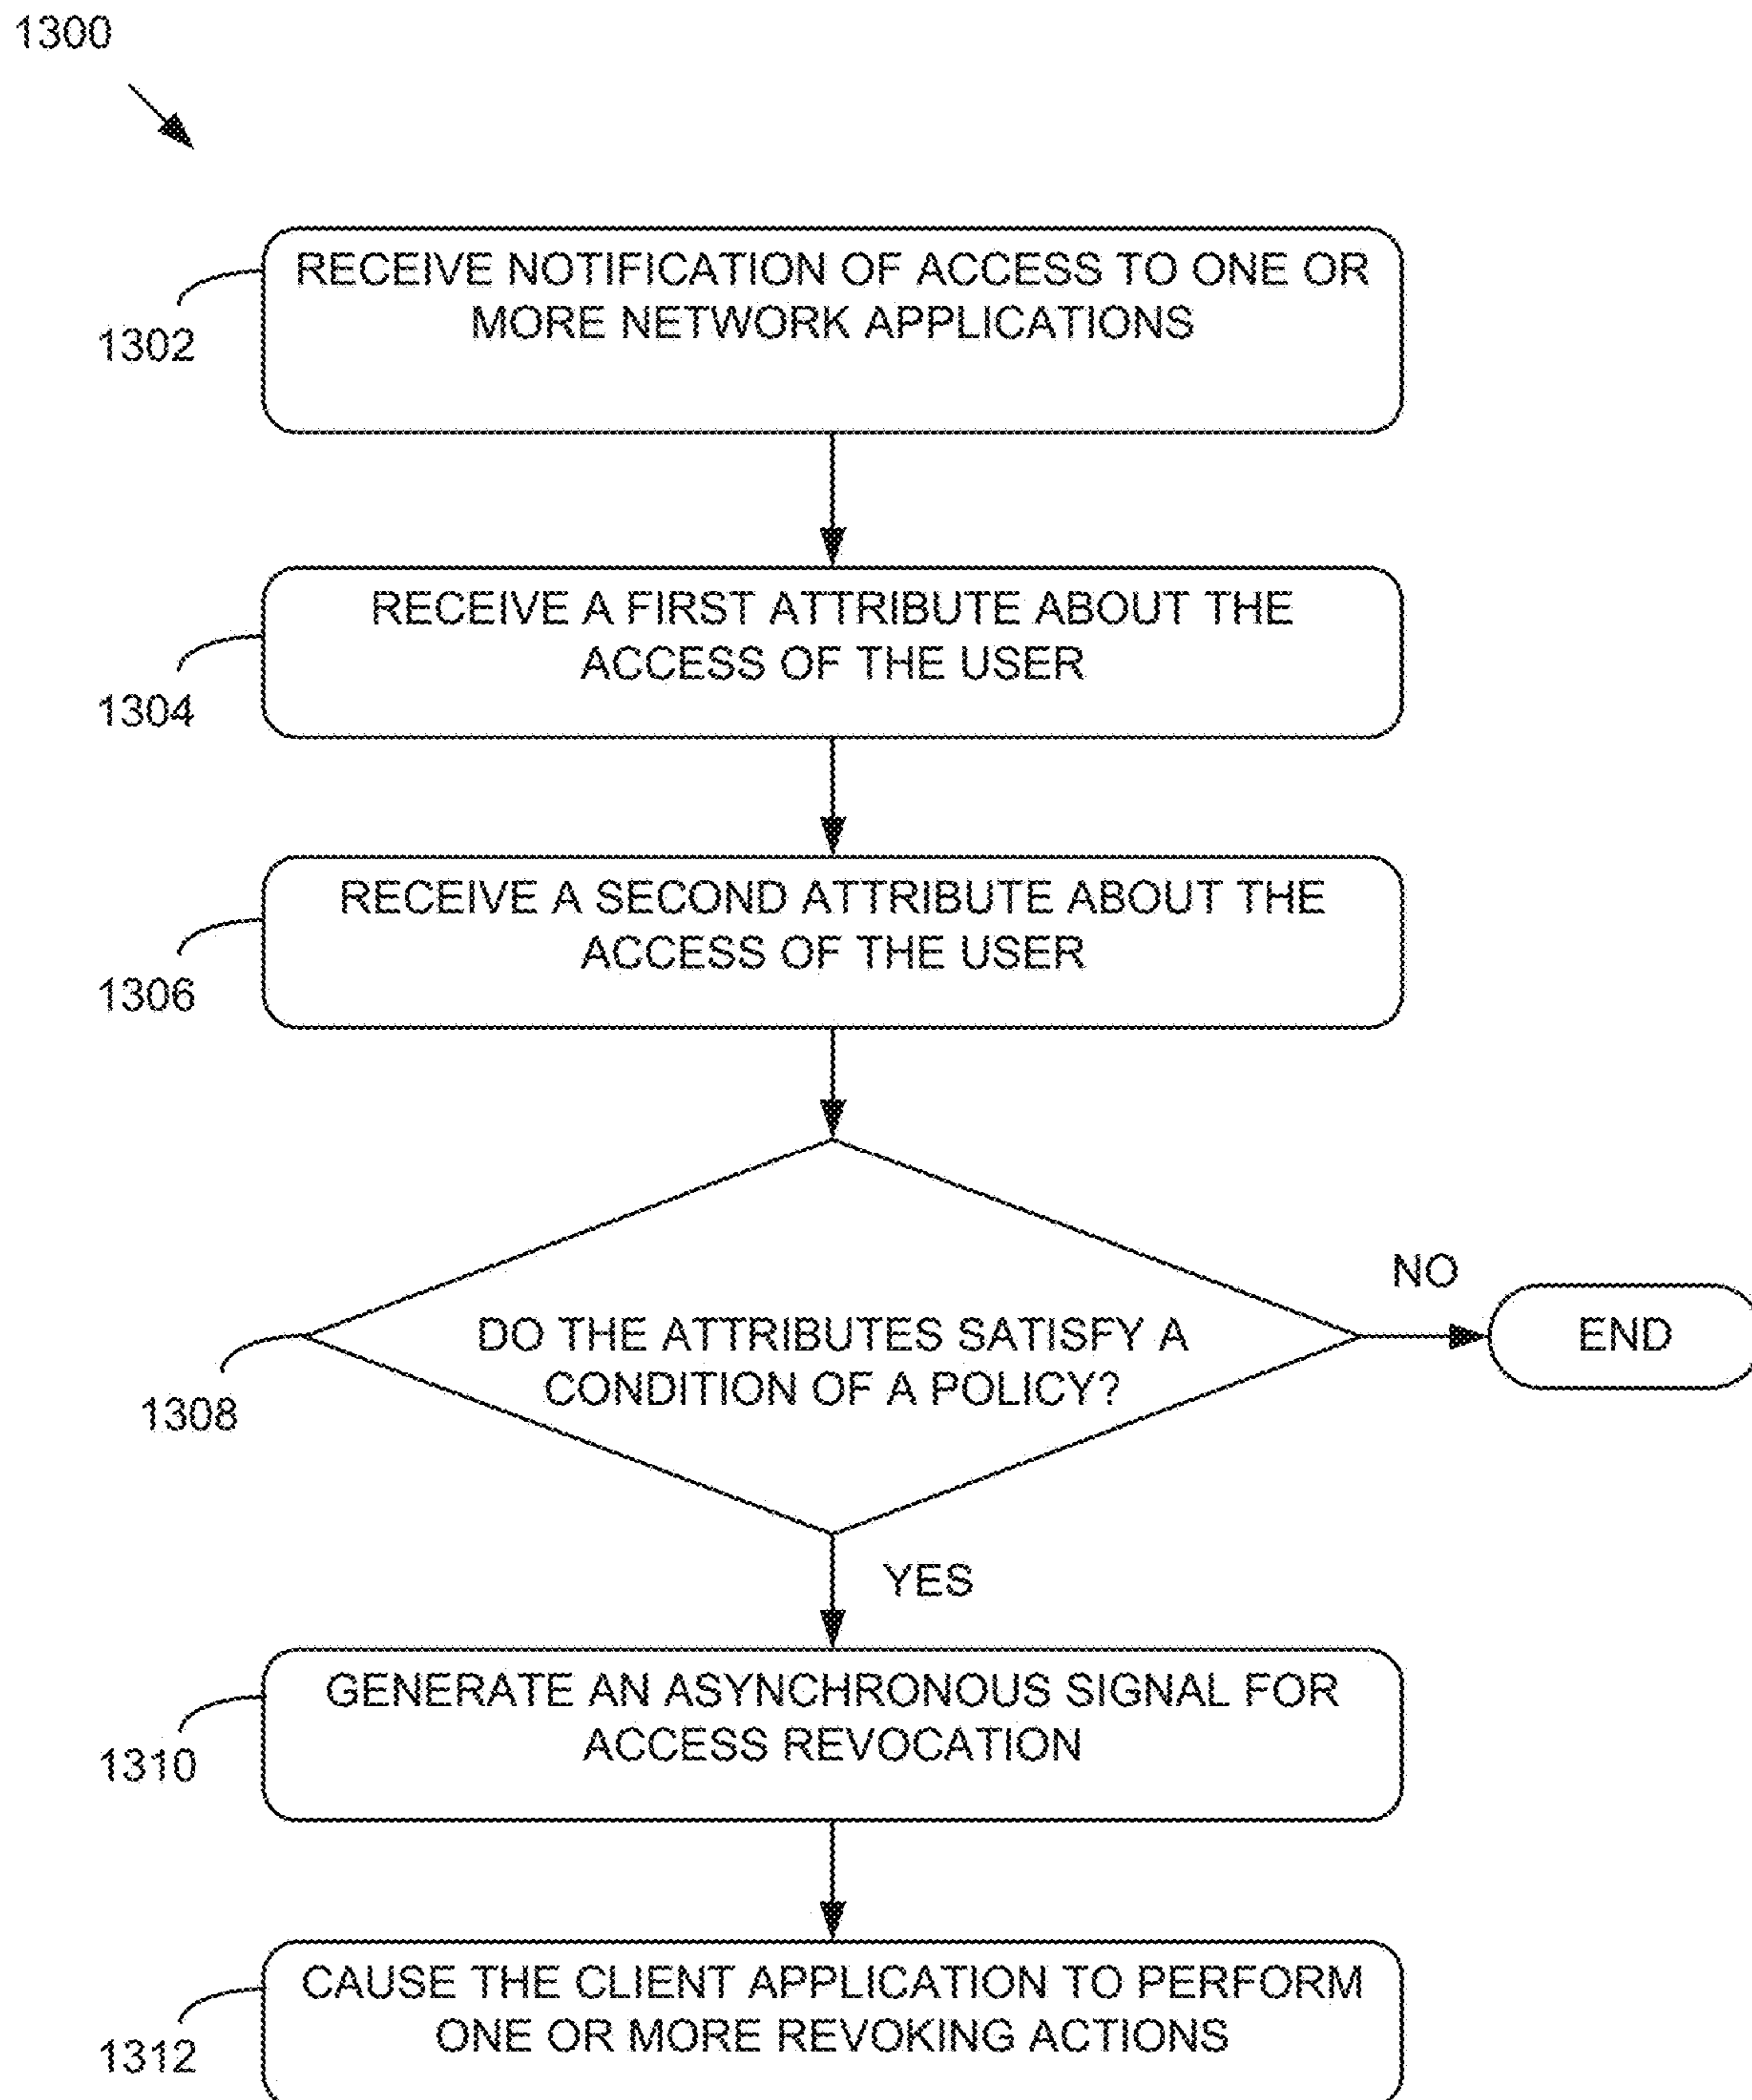 1300
RECEIVE NOTIFICATION OF ACCESS TO ONE OR
MORE NETWORK APPLICATIONS
1302
RECEIVE A FIRST ATTRIBUTE ABOUT THE
ACCESS OF THE USER
1304
RECEIVE A SECOND ATTRIBUTE ABOUT THE
ACCESS OF THE USER
1306
NO
DO THE ATTRIBUTES SATISFY A
CONDITION OF A POLICY?
END
1308
YES
GENERATE AN ASYNCHRONOUS SIGNAL FOR
ACCESS REVOCATION
1310
CAUSE THE CLIENT APPLICATION TO PERFORM
ONE OR MORE REVOKING ACTIONS
1312